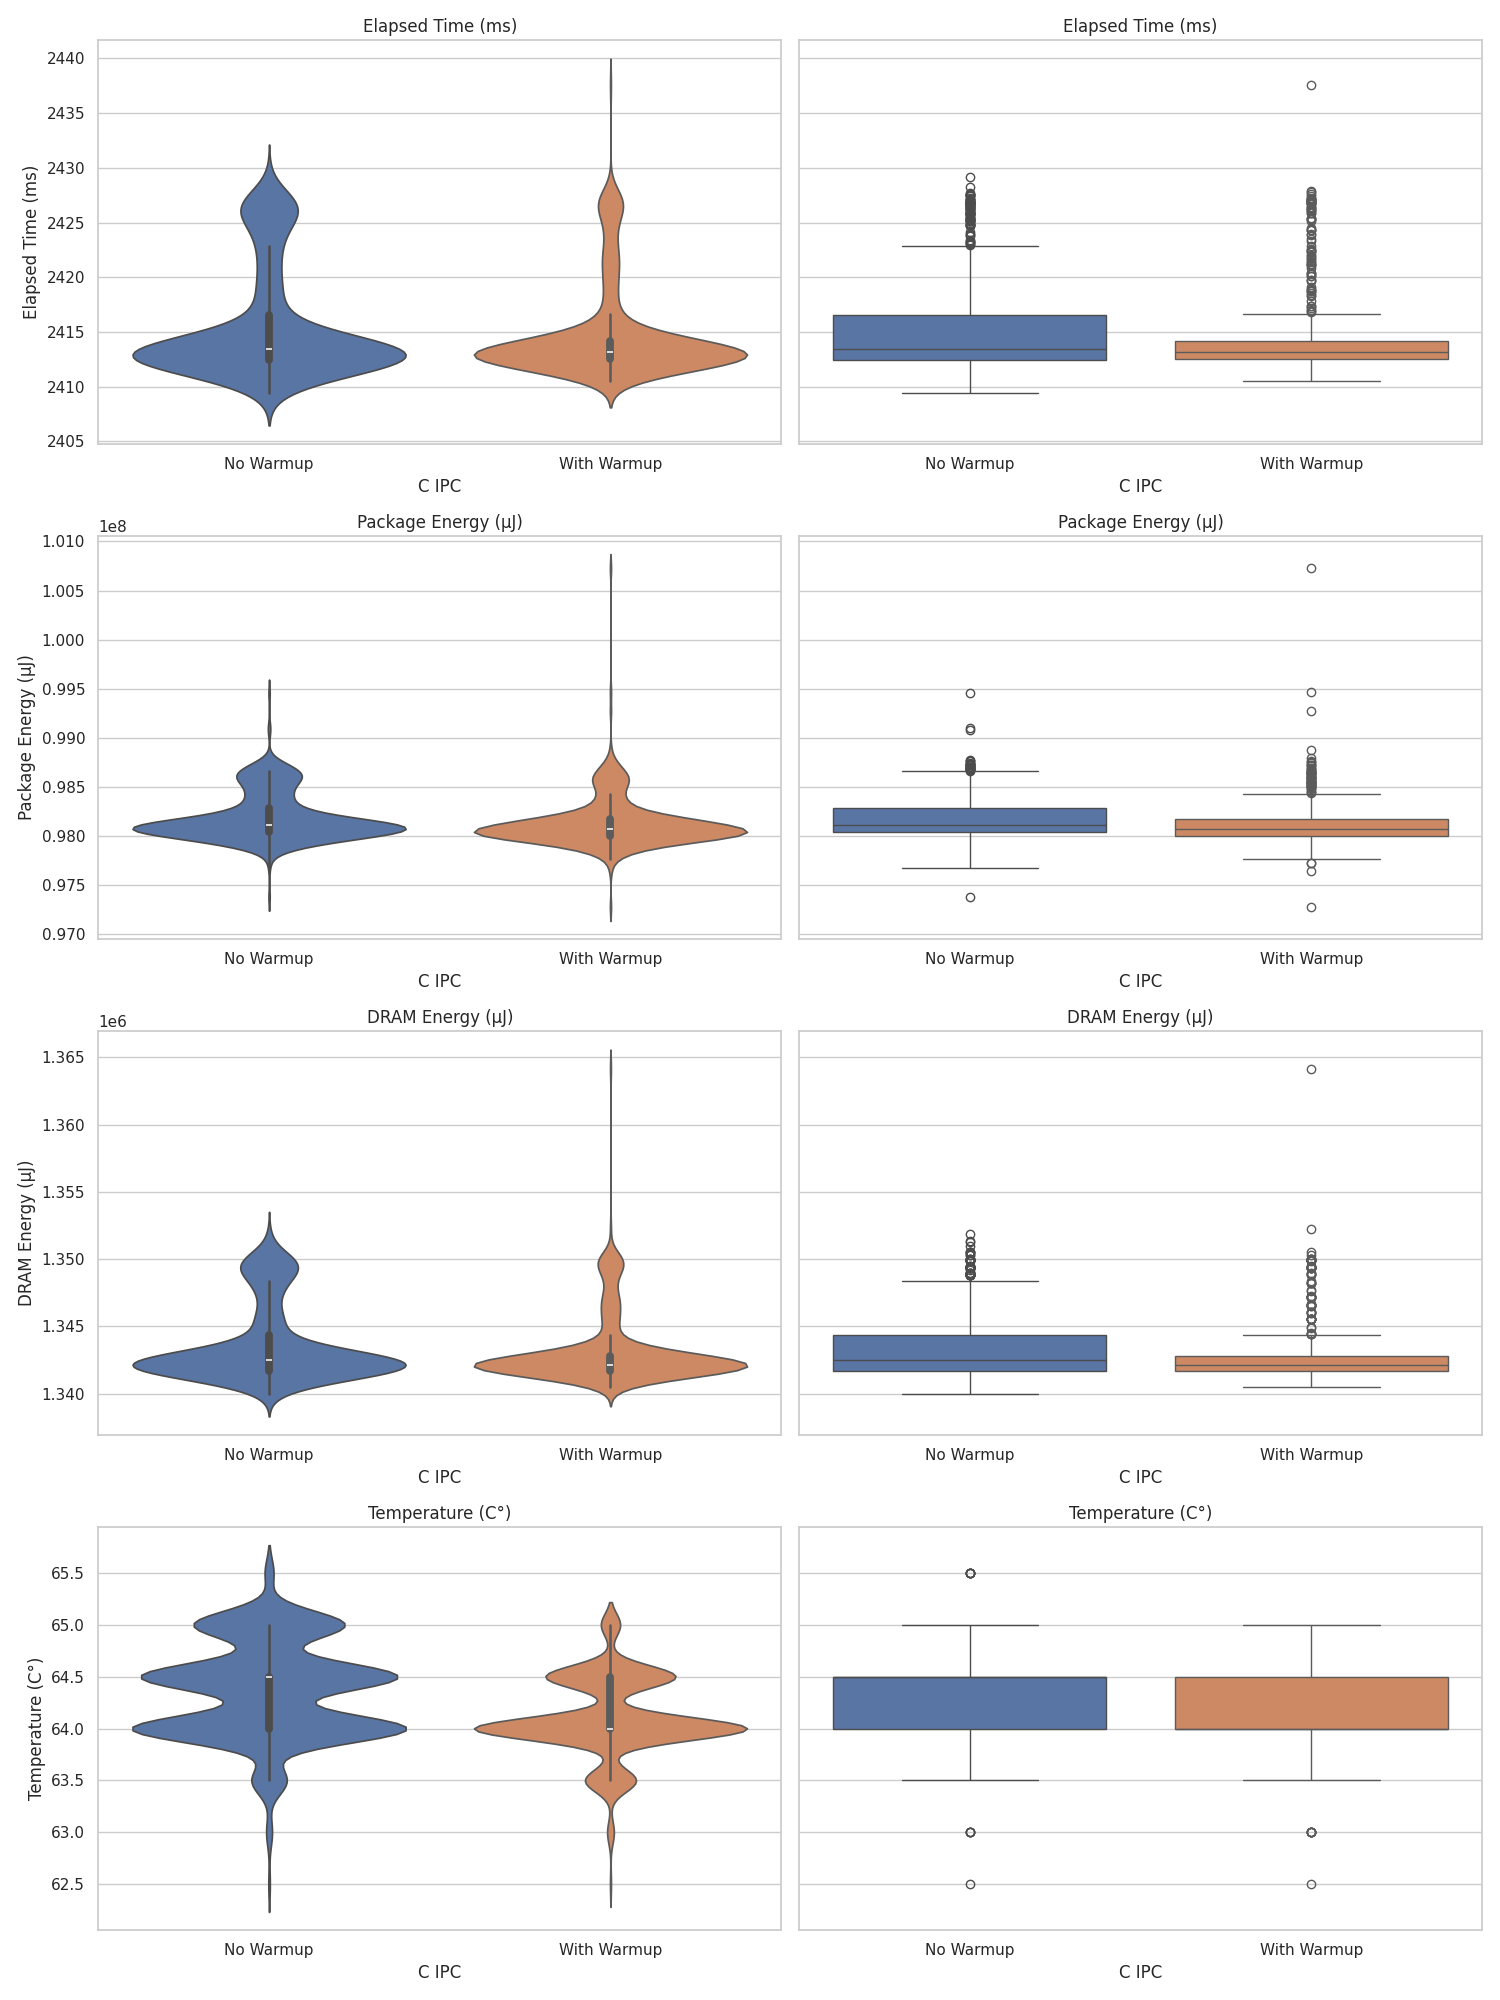 Elapsed Time (ms)
Elapsed Time (ms)
Elapsed Time (ms)
2440
2435
2430
2425
2420
2415
2410
2405
No Warmup
With Warmup
C IPC
No Warmup
With Warmup
C IPC
Package Energy (µJ)
Package Energy (µJ)
1e8
Package Energy (µJ)
1.010
1.005
1.000
0.995
0.990
0.985
0.980
0.975
0.970
No Warmup
With Warmup
C IPC
No Warmup
With Warmup
C IPC
DRAM Energy (µJ)
DRAM Energy (µJ)
1e6
DRAM Energy (µJ)
1.365
1.360
1.355
1.350
1.345
1.340
No Warmup
With Warmup
C IPC
No Warmup
With Warmup
C IPC
Temperature (C°)
Temperature (C°)
Temperature (C°)
65.5
65.0
64.5
64.0
63.5
63.0
62.5
No Warmup
With Warmup
C IPC
No Warmup
With Warmup
C IPC